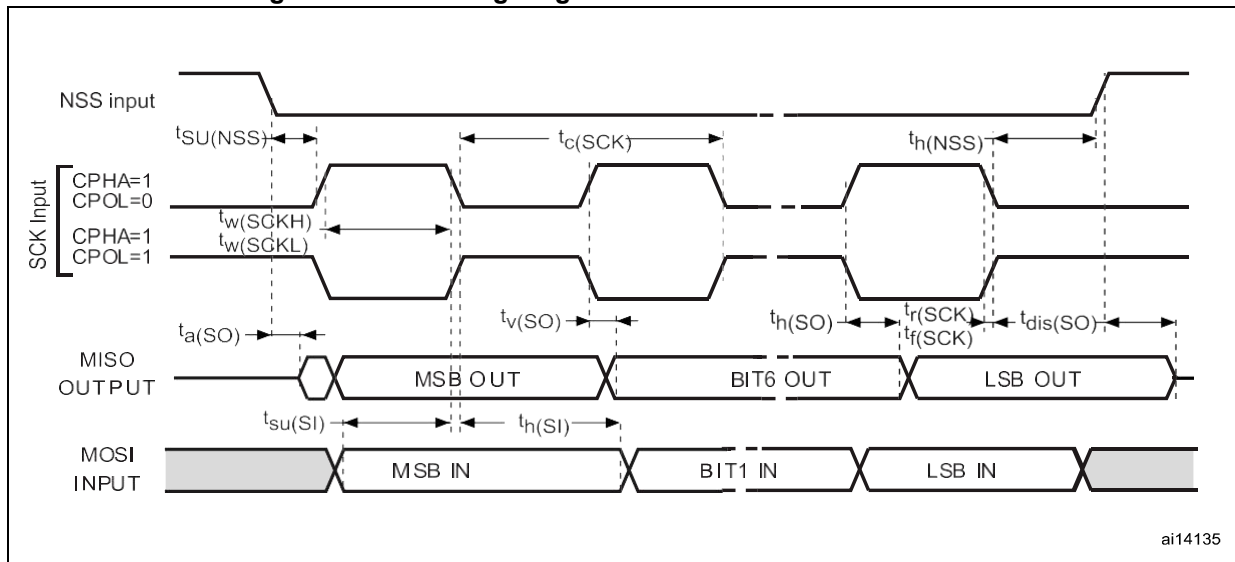 NSS input
tSU(NSS)
tc(SCK)
th(NSS)
SCK Input
CPHA=1
CPOL=0
tw(SCKH)
tw(SCKL)
CPHA=1
CPOL=1
ta(SO)
tv(SO)
th(SO)
tr(SCK)
tf(SCK)
tdis(SO)
MISO
OUTPUT
MSB OUT
BIT6 OUT
LSB OUT
tsu(SI)
th(SI)
MOSI
INPUT
MSB IN
BIT1 IN
LSB IN
ai14135